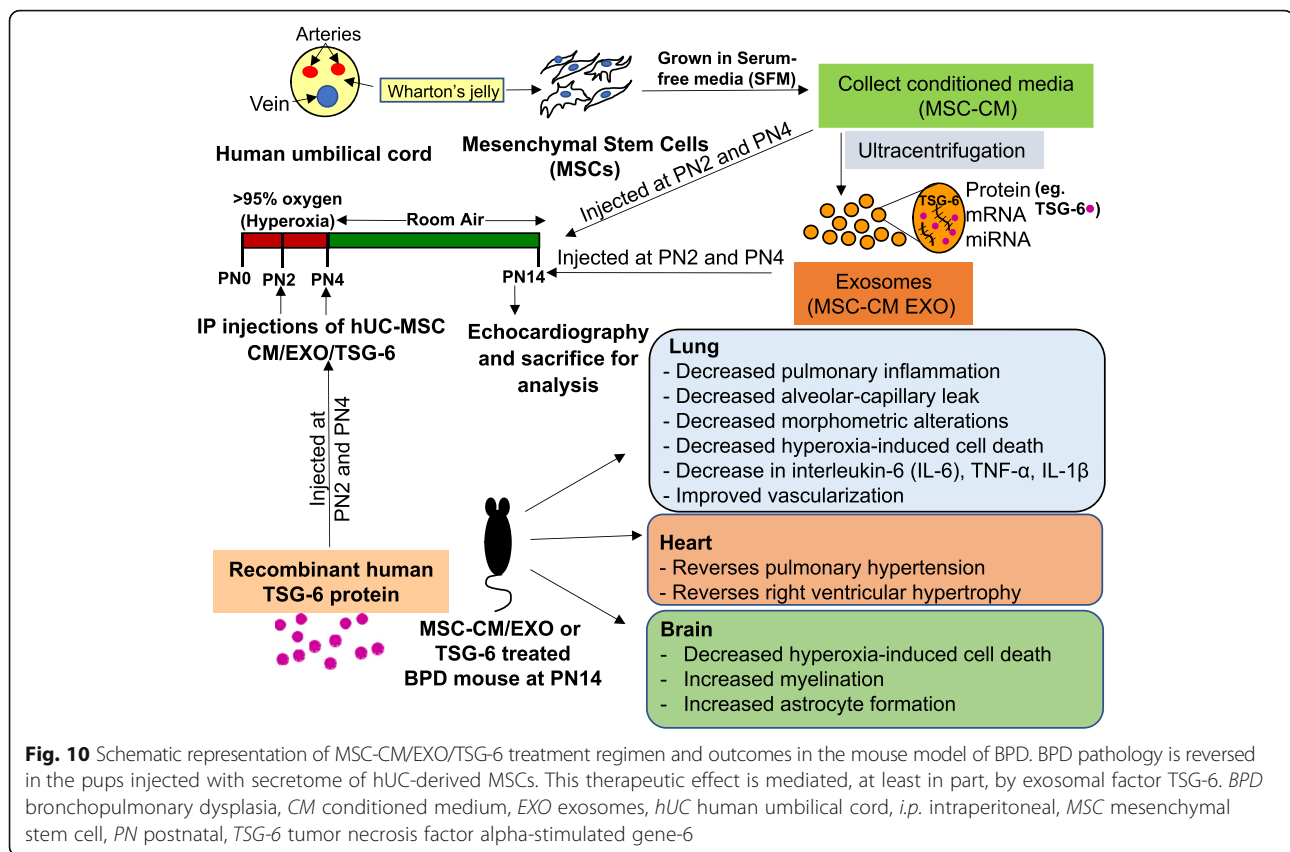 Arteries
Vein
Wharton's jelly
Human umbilical cord
Mesenchymal Stem Cells
(MSCs)
Grown in Serum-
free media (SFM)
Collect conditioned media
(MSC-CM)
Ultracentrifugation
Injected at PN2 and PN4
TSG-6
Protein (eg.
TSG-6)
mRNA
miRNA
Exosomes
(MSC-CM EXO)
Injected at PN2 and PN4
>95% oxygen
(Hyperoxia)
Room Air
PN0
PN2
PN4
PN14
IP injections of hUC-MSC
CM/EXO/TSG-6
Echocardiography
and sacrifice for
analysis
Injected at
PN2 and PN4
Recombinant human
TSG-6 protein
MSC-CM/EXO or
TSG-6 treated
BPD mouse at PN14
Lung
- Decreased pulmonary inflammation
- Decreased alveolar-capillary leak
- Decreased morphometric alterations
- Decreased hyperoxia-induced cell death
- Decrease in interleukin-6 (IL-6), TNF-α, IL-1β
- Improved vascularization
Heart
- Reverses pulmonary hypertension
- Reverses right ventricular hypertrophy
Brain
- Decreased hyperoxia-induced cell death
- Increased myelination
- Increased astrocyte formation
Fig. 10 Schematic representation of MSC-CM/EXO/TSG-6 treatment regimen and outcomes in the mouse model of BPD. BPD pathology is reversed
in the pups injected with secretome of hUC-derived MSCs. This therapeutic effect is mediated, at least in part, by exosomal factor TSG-6. BPD
bronchopulmonary dysplasia, CM conditioned medium, EXO exosomes, hUC human umbilical cord, i.p. intraperitoneal, MSC mesenchymal
stem cell, PN postnatal, TSG-6 tumor necrosis factor alpha-stimulated gene-6